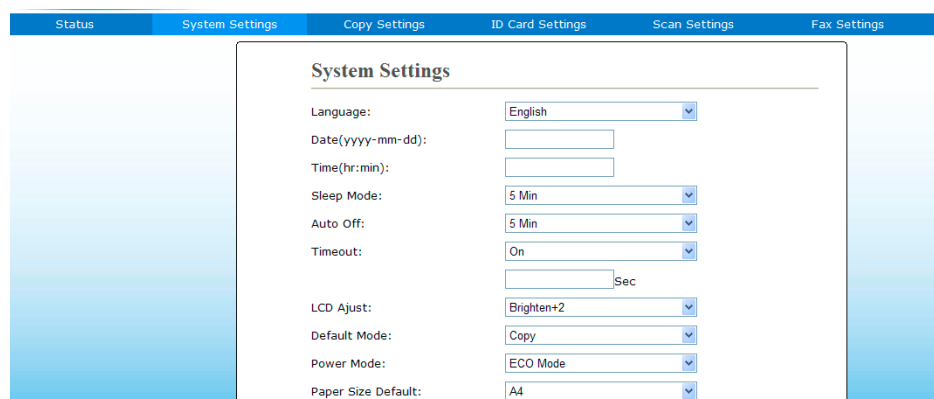 Status System Settings Copy Settings ID Card Settings Scan Settings Fax Settings
System Settings
Language: English
Date(yyyy-mm-dd):
Time(hr:min):
Sleep Mode: 5 Min
Auto Off: 5 Min
Timeout: On
Sec
LCD Ajust: Brighten+2
Default Mode: Copy
Power Mode: ECO Mode
Paper Size Default: A4